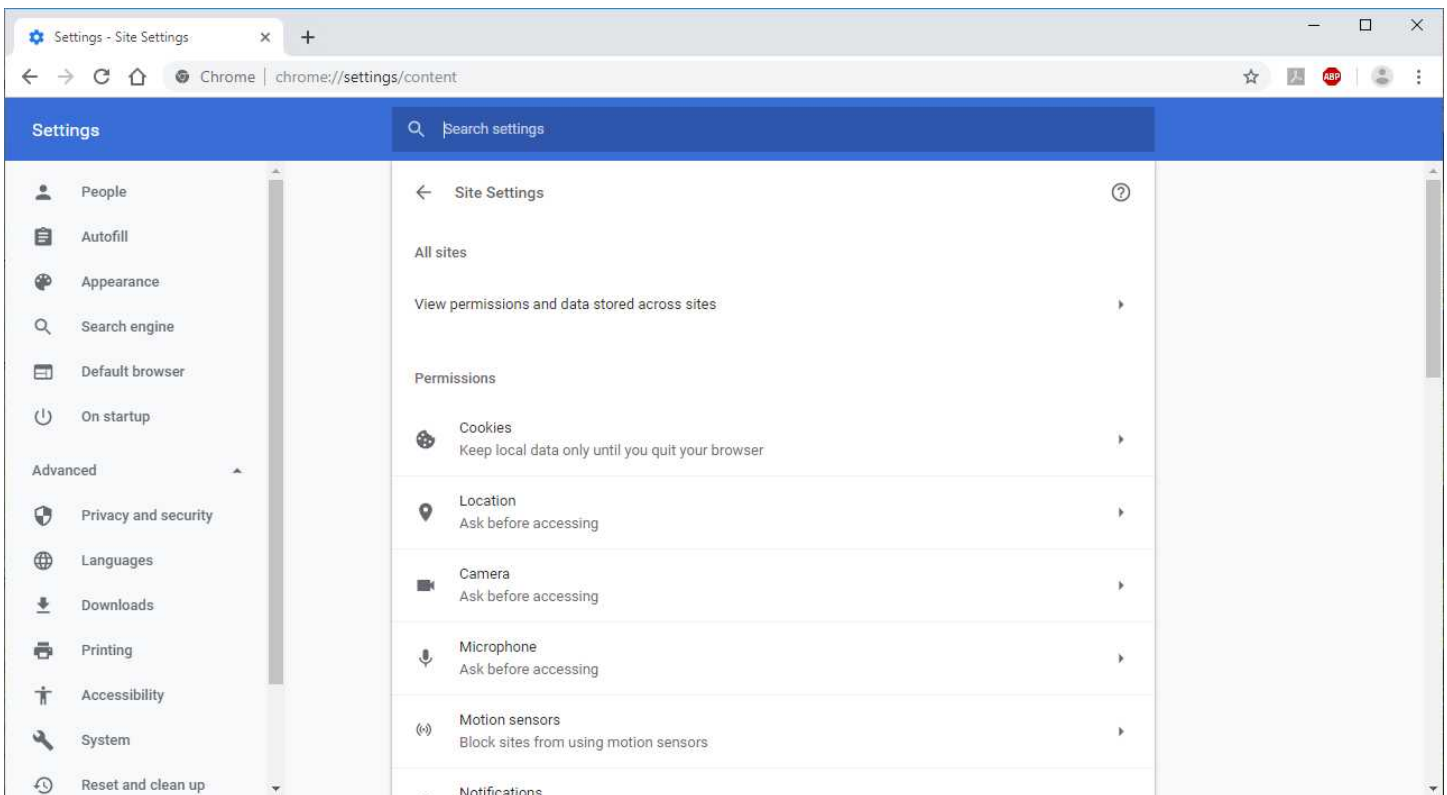 Settings - Site Settings
Chrome | chrome://settings/content
ABP
Settings
Search settings
People
Autofill
Appearance
Search engine
Default browser
On startup
Advanced
Privacy and security
Languages
Downloads
Printing
Accessibility
System
Reset and clean up
Site Settings
All sites
View permissions and data stored across sites
Permissions
Cookies
Keep local data only until you quit your browser
Location
Ask before accessing
Camera
Ask before accessing
Microphone
Ask before accessing
Motion sensors
Block sites from using motion sensors
Notifications